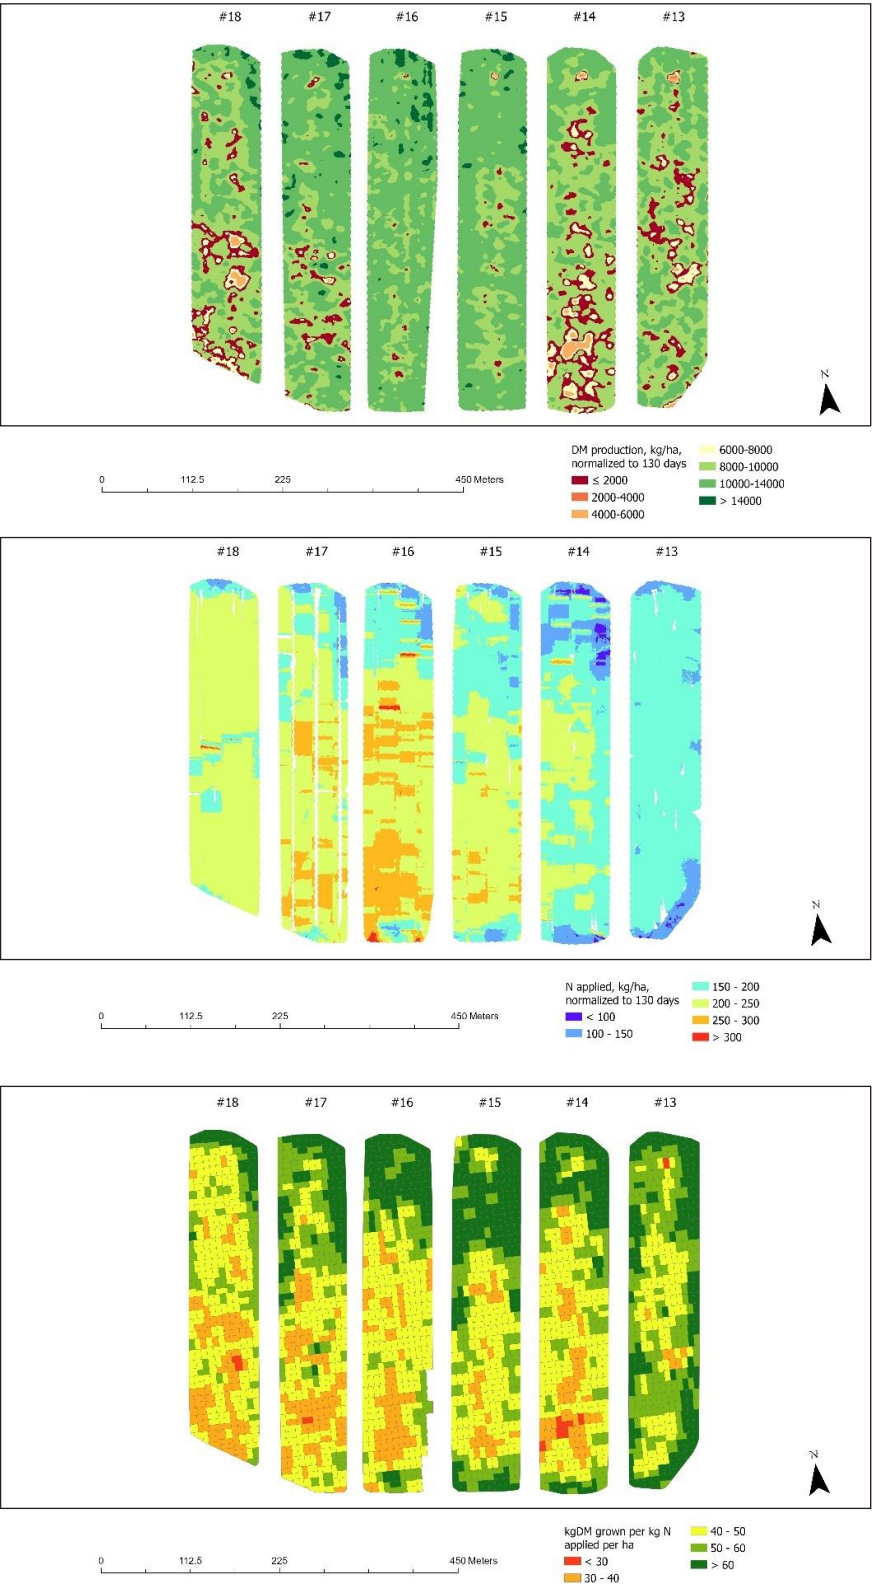 #18 #17 #16 #15 #14 #13
N
DM production, kg/ha,
normalized to 130 days
≤ 2000
2000-4000
4000-6000
6000-8000
8000-10000
10000-14000
> 14000
0 112.5 225 450 Meters
#18 #17 #16 #15 #14 #13
N
N applied, kg/ha,
normalized to 130 days
< 100
100 - 150
150 - 200
200 - 250
250 - 300
> 300
0 112.5 225 450 Meters
#18 #17 #16 #15 #14 #13
N
kgDM grown per kg N
applied per ha
< 30
30 - 40
40 - 50
50 - 60
> 60
0 112.5 225 450 Meters